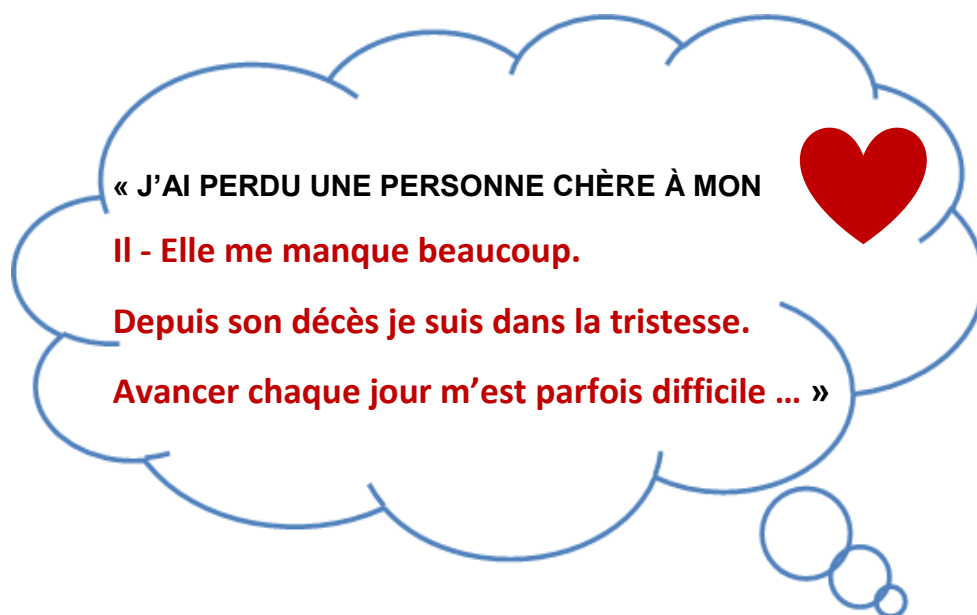 « J’AI PERDU UNE PERSONNE CHÈRE À MON
Il - Elle me manque beaucoup.
Depuis son décès je suis dans la tristesse.
Avancer chaque jour m’est parfois difficile … »